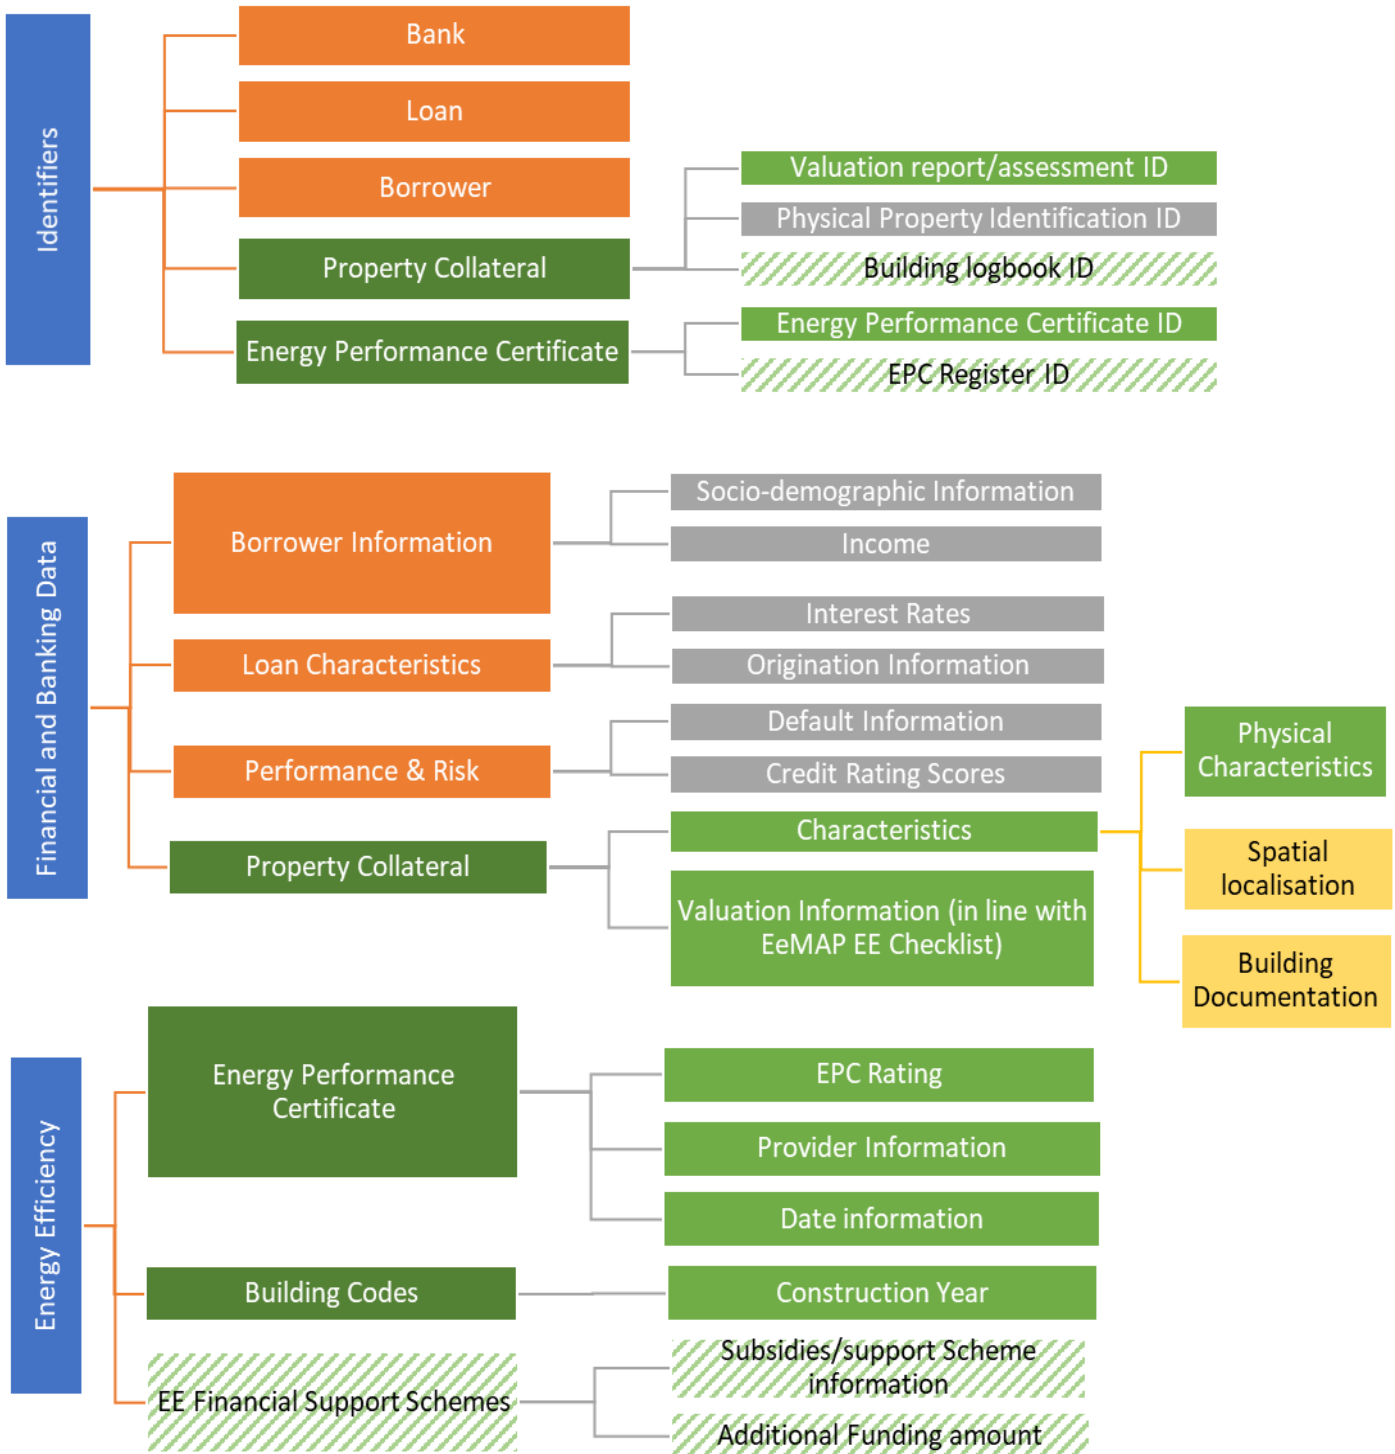 Identifiers
Bank
Loan
Borrower
Property Collateral
Energy Performance Certificate
Valuation report/assessment ID
Physical Property Identification ID
Building logbook ID
Energy Performance Certificate ID
EPC Register ID
Financial and Banking Data
Borrower Information
Loan Characteristics
Performance & Risk
Property Collateral
Socio-demographic Information
Income
Interest Rates
Origination Information
Default Information
Credit Rating Scores
Characteristics
Valuation Information (in line with
EeMAP EE Checklist)
Physical
Characteristics
Spatial
localisation
Building
Documentation
Energy Efficiency
Energy Performance
Certificate
Building Codes
EE Financial Support Schemes
EPC Rating
Provider Information
Date information
Construction Year
Subsidies/support Scheme
information
Additional Funding amount